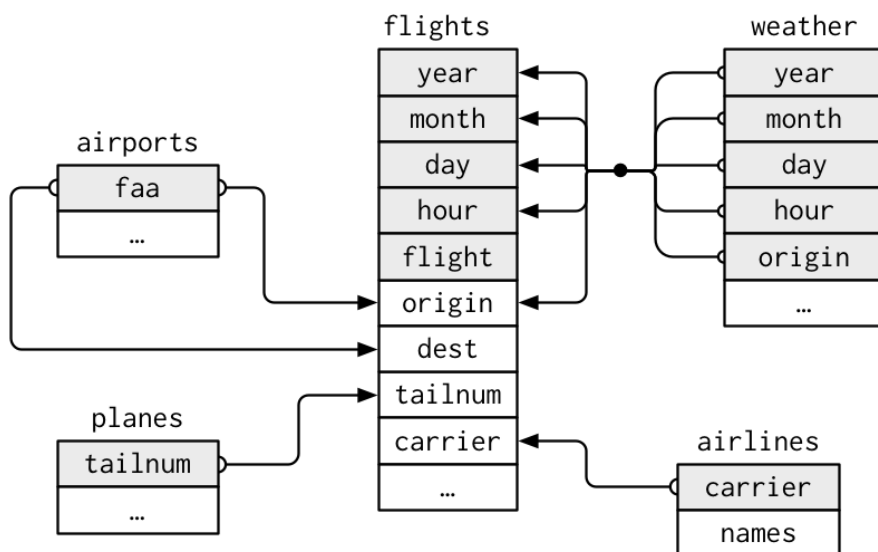 flights
year
month
day
hour
flight
origin
dest
tailnum
carrier
…
weather
year
month
day
hour
origin
…
airports
faa
…
planes
tailnum
…
airlines
carrier
names